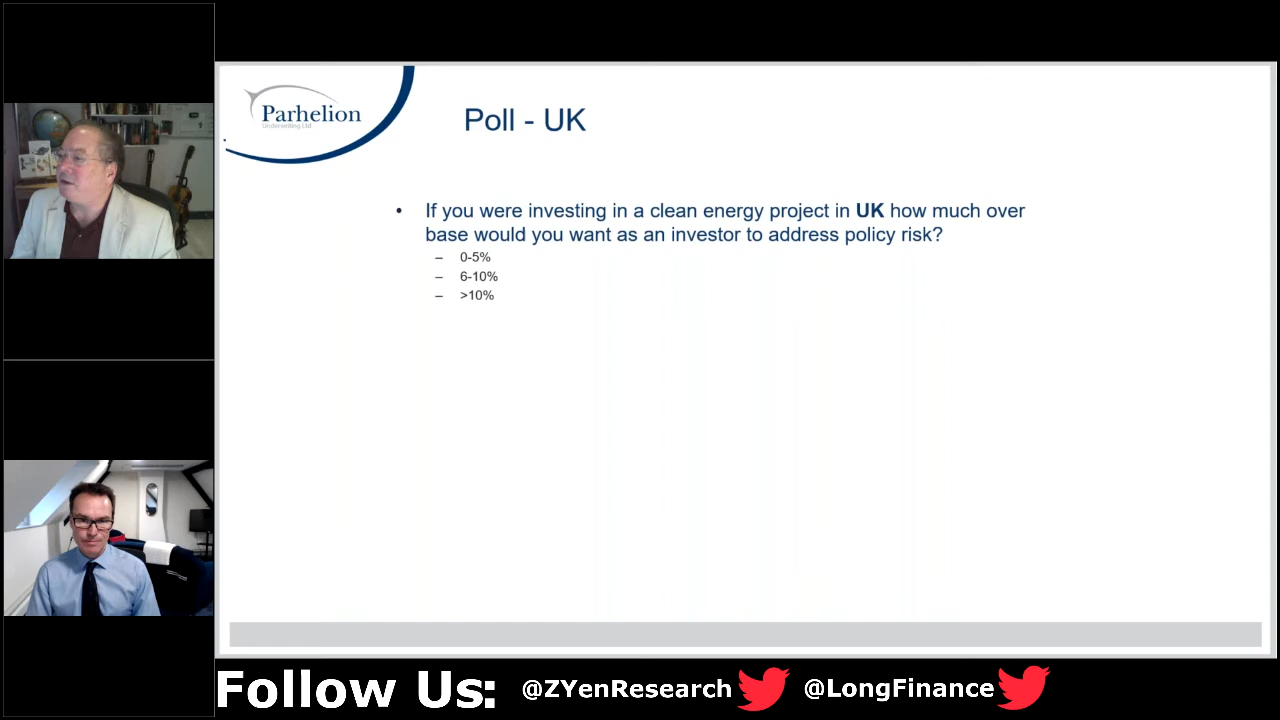 Parhelion
Underwriting Ltd
Poll - UK
• If you were investing in a clean energy project in UK how much over
base would you want as an investor to address policy risk?
– 0-5%
– 6-10%
– >10%
Follow Us: @ZYenResearch @LongFinance